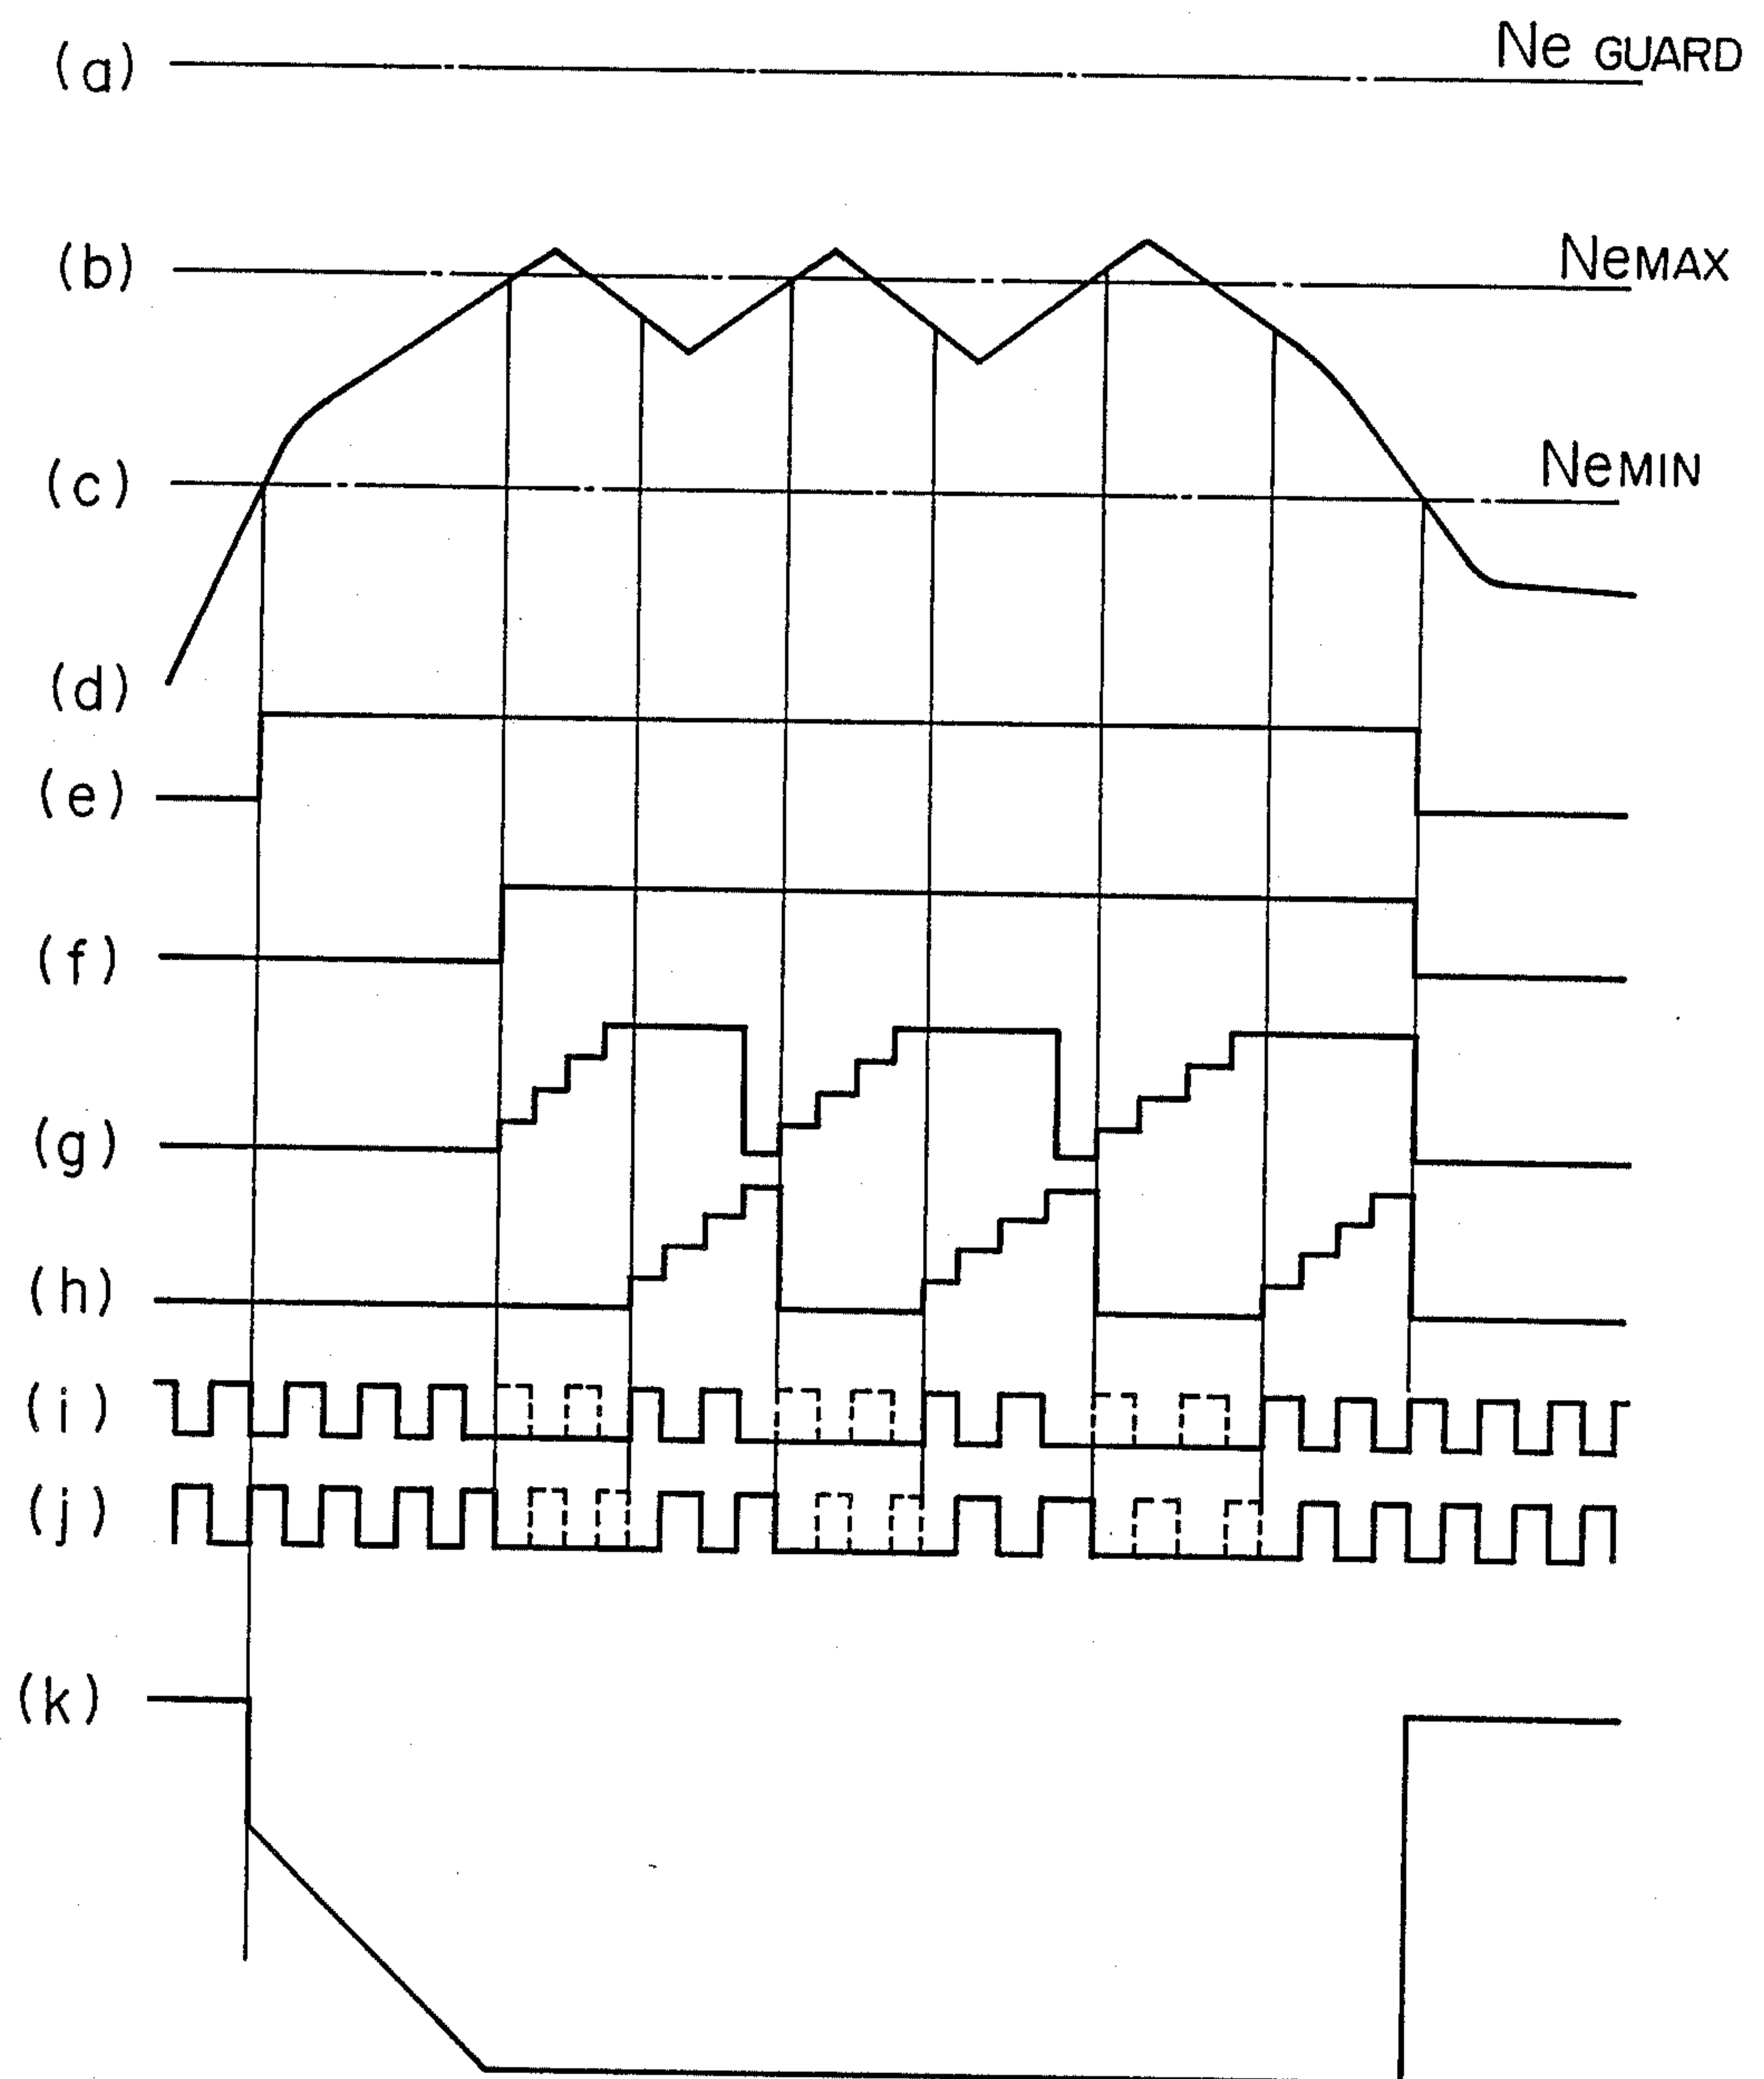 (a) Ne GUARD
(b) NeMAX
(c) NeMIN
(d)
(e)
(f)
(g)
(h)
(i)
(j)
(k)